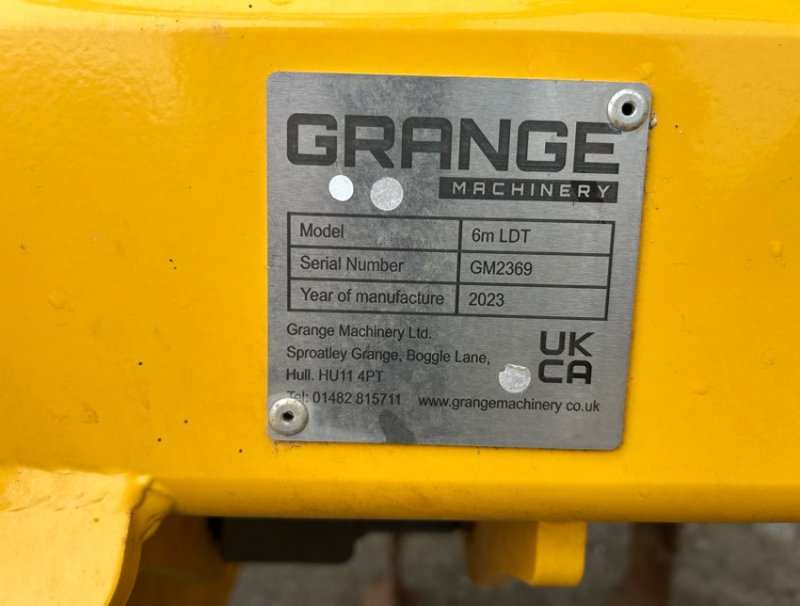 GRANGE
MACHINERY
Model 6m LDT
Serial Number GM2369
Year of manufacture 2023
Grange Machinery Ltd.
Sproatley Grange, Boggle Lane,
Hull. HU11 4PT
Tel: 01482 815711 www.grangemachinery.co.uk
UK
CA